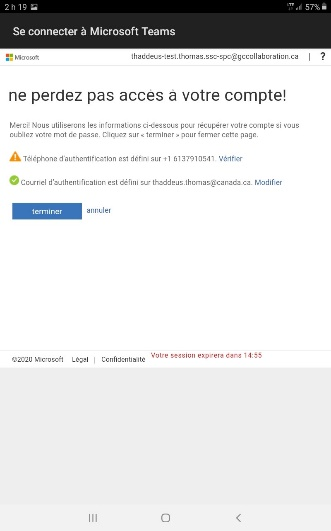 2 h 19
57%
Se connecter à Microsoft Teams
Microsoft
thaddeus-test.thomas.ssc-spc@gccollaboration.ca | ?
ne perdez pas accès à votre compte!
Merci! Nous utiliserons les informations ci-dessous pour récupérer votre compte si vous
oubliez votre mot de passe. Cliquez sur « terminer » pour fermer cette page.
Téléphone d'authentification est défini sur +1 6137910541. Vérifier
Courriel d'authentification est défini sur thaddeus.thomas@canada.ca. Modifier
terminer
annuler
©2020 Microsoft Légal | Confidentialité
Votre session expirera dans 14:55